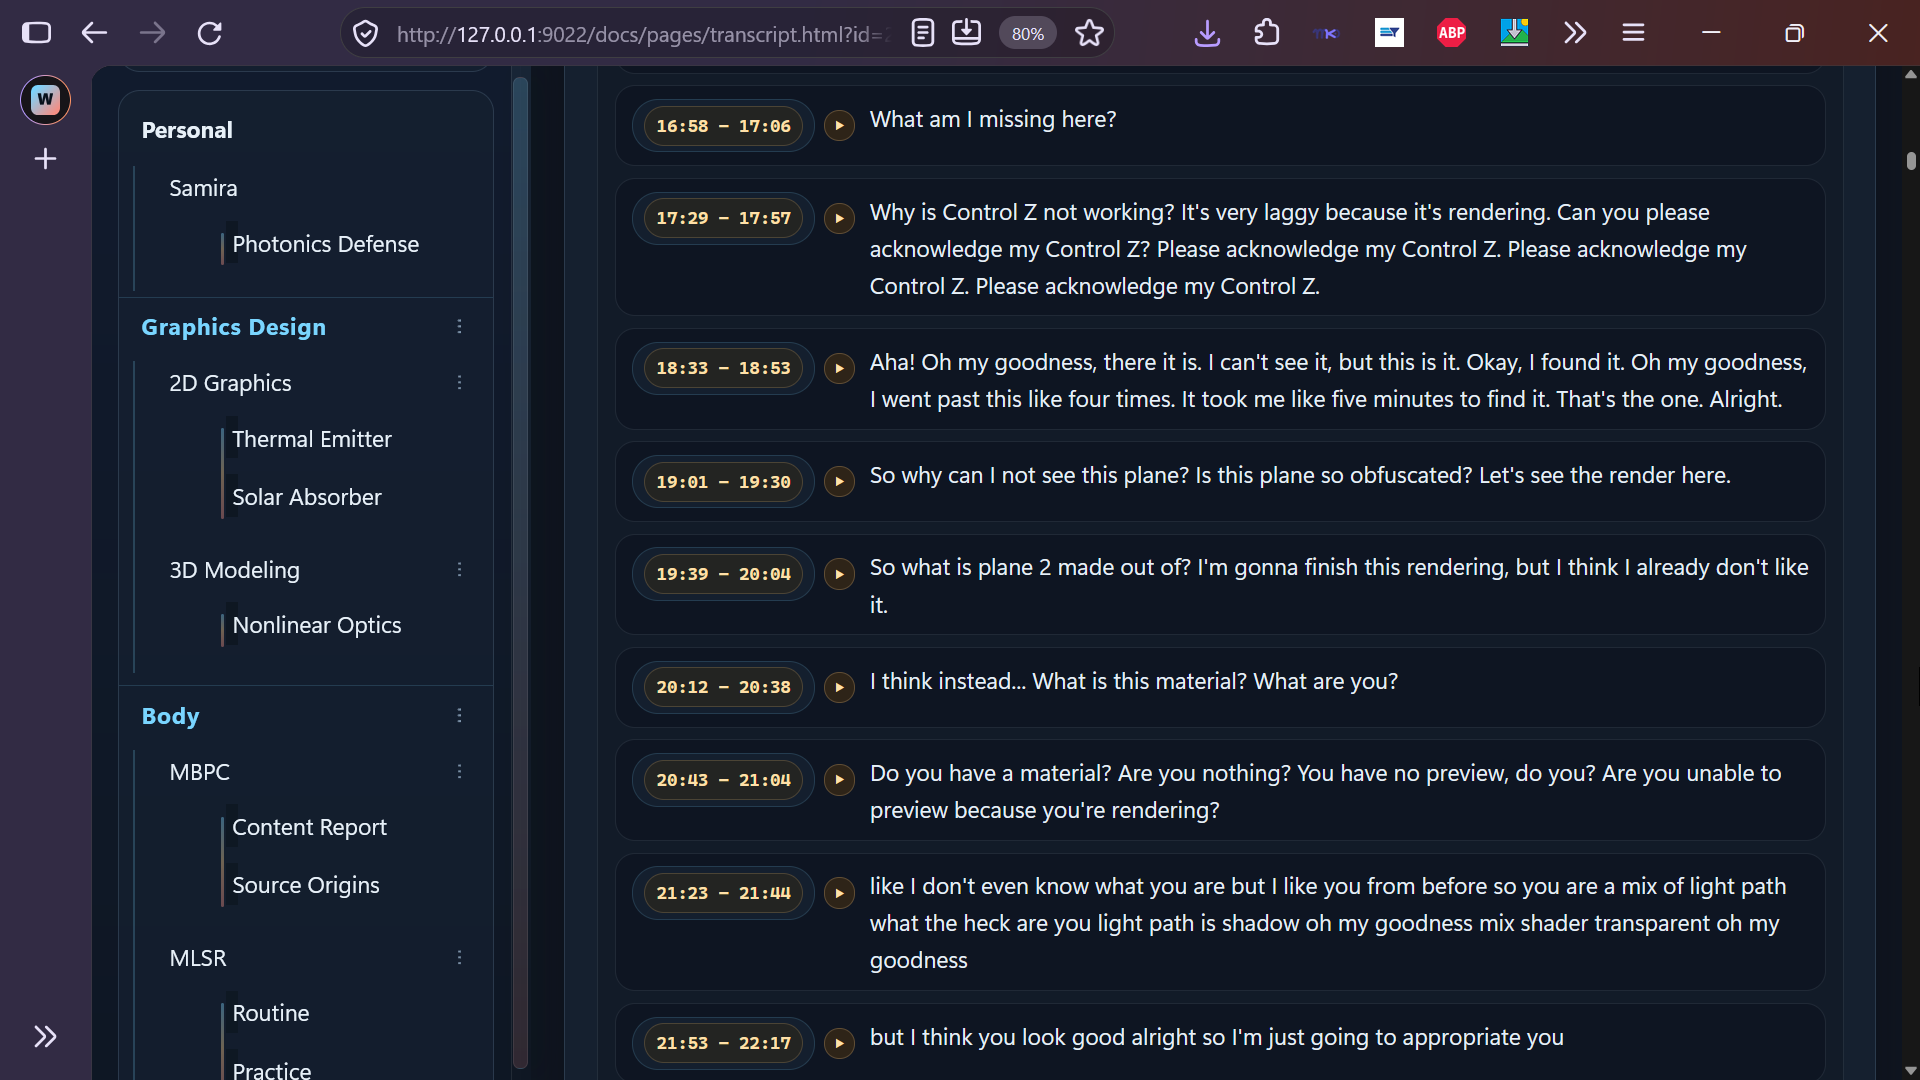 http://127.0.0.1:9022/docs/pages/transcript.html?id=
80%
ABP
W
Personal
Samira
Photonics Defense
Graphics Design
2D Graphics
Thermal Emitter
Solar Absorber
3D Modeling
Nonlinear Optics
Body
MBPC
Content Report
Source Origins
MLSR
Routine
Practice
16:58 – 17:06
What am I missing here?
17:29 – 17:57
Why is Control Z not working? It's very laggy because it's rendering. Can you please
acknowledge my Control Z? Please acknowledge my Control Z. Please acknowledge my
Control Z. Please acknowledge my Control Z.
18:33 – 18:53
Aha! Oh my goodness, there it is. I can't see it, but this is it. Okay, I found it. Oh my goodness,
I went past this like four times. It took me like five minutes to find it. That's the one. Alright.
19:01 – 19:30
So why can I not see this plane? Is this plane so obfuscated? Let's see the render here.
19:39 – 20:04
So what is plane 2 made out of? I'm gonna finish this rendering, but I think I already don't like
it.
20:12 – 20:38
I think instead... What is this material? What are you?
20:43 – 21:04
Do you have a material? Are you nothing? You have no preview, do you? Are you unable to
preview because you're rendering?
21:23 – 21:44
like I don't even know what you are but I like you from before so you are a mix of light path
what the heck are you light path is shadow oh my goodness mix shader transparent oh my
goodness
21:53 – 22:17
but I think you look good alright so I'm just going to appropriate you